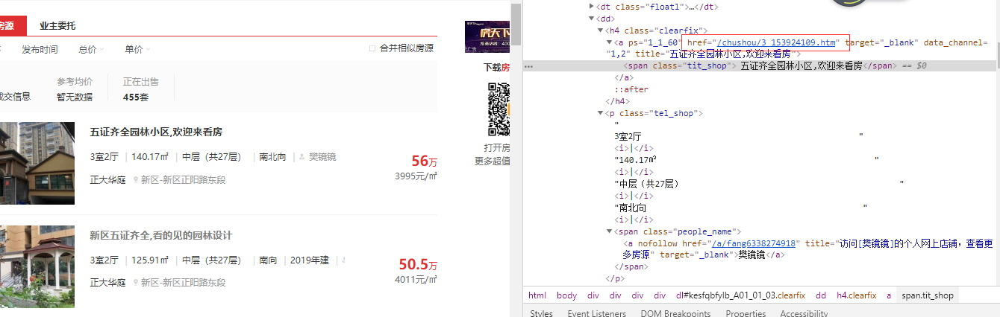 房源 业主委托
发布时间 总价 单价 合并相似房源
参考均价 正在出售
成交信息 暂无数据 455套
五证齐全园林小区,欢迎来看房
3室2厅 | 140.17㎡ | 中层（共27层） | 南北向 | 樊镜镜
56万
正大华庭 新区-新区正阳路东段
3995元/㎡
新区五证齐全,看的见的园林设计
3室2厅 | 125.91㎡ | 中层（共27层） | 南向 | 2019年建 |
50.5万
正大华庭 新区-新区正阳路东段
4011元/㎡
房天下
招商热线：400
广告
下载房
打开房
更多超值
<dt class="floatl">…</dt>
<dd>
<h4 class="clearfix">
<a ps="1_1_60" href="/chushou/3_153924109.htm" target="_blank" data_channel=
"1,2" title="五证齐全园林小区,欢迎来看房">
… <span class="tit_shop"> 五证齐全园林小区,欢迎来看房</span> == $0
</a>
::after
</h4>
<p class="tel_shop">
"
3室2厅 "
<i>|</i>
"140.17㎡ "
<i>|</i>
"中层（共27层） "
<i>|</i>
"南北向 "
<i>|</i>
<span class="people_name">
<a nofollow href="/a/fang6338274918" title="访问[樊镜镜]的个人网上店铺，查看更
多房源" target="_blank">樊镜镜</a>
</span>
</p>
html body div div div div dl#kesfqbfylb_A01_01_03.clearfix dd h4.clearfix a span.tit_shop
Styles Event Listeners DOM Breakpoints Properties Accessibility